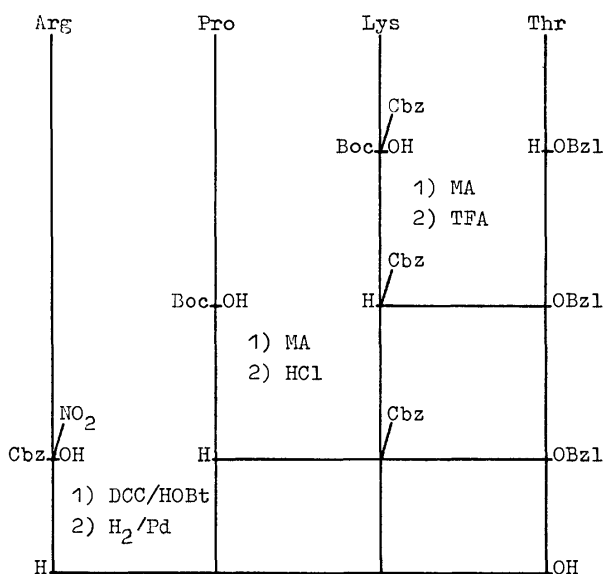 Arg Pro Lys Thr
Cbz
Boc OH H OBzl
1) MA
2) TFA
Cbz
Boc OH H OBzl
1) MA
2) HCl
NO2 Cbz
Cbz OH H OBzl
1) DCC/HOBt
2) H2/Pd
H OH